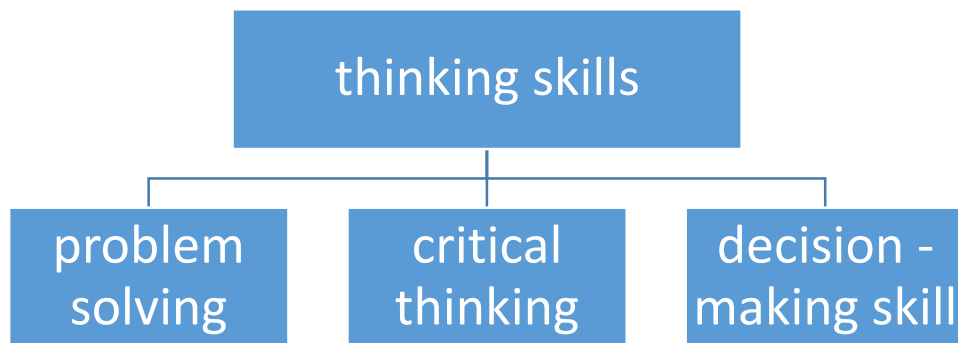 thinking skills
problem
solving
critical
thinking
decision -
making skill